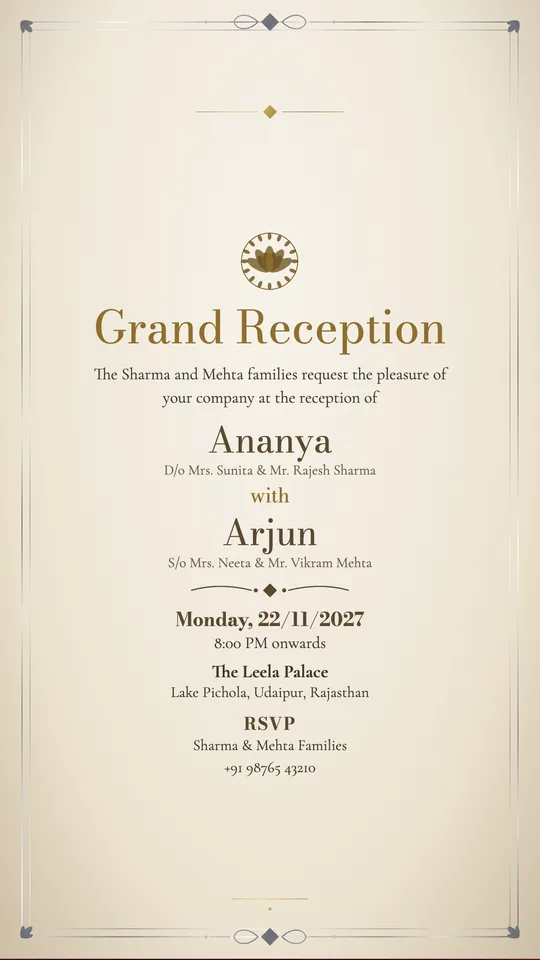 Grand Reception
The Sharma and Mehta families request the pleasure of
your company at the reception of
Ananya
D/o Mrs. Sunita & Mr. Rajesh Sharma
with
Arjun
S/o Mrs. Neeta & Mr. Vikram Mehta
Monday, 22/11/2027
8:00 PM onwards
The Leela Palace
Lake Pichola, Udaipur, Rajasthan
RSVP
Sharma & Mehta Families
+91 98765 43210